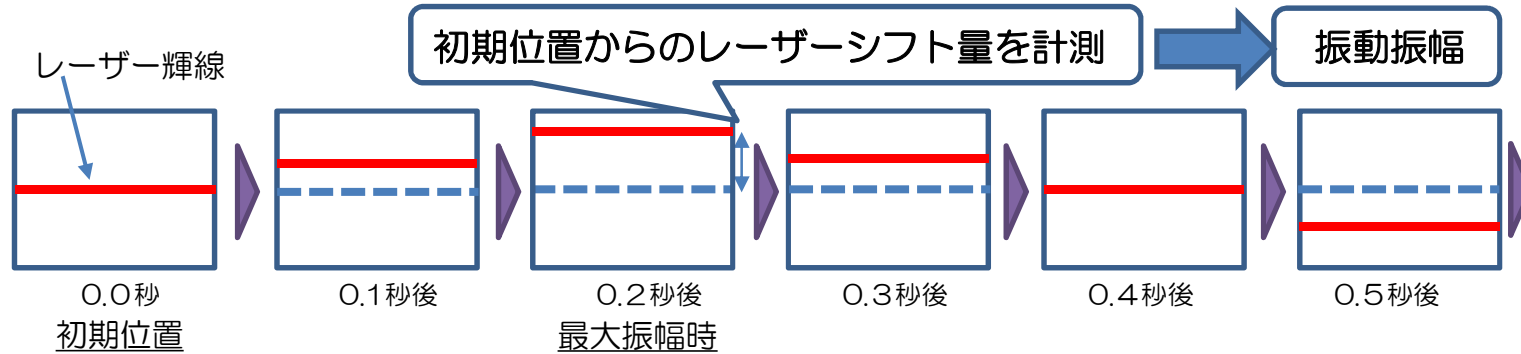 初期位置からのレーザーシフト量を計測
振動振幅
レーザー輝線
0.0秒
0.1秒後
0.2秒後
0.3秒後
0.4秒後
0.5秒後
初期位置
最大振幅時